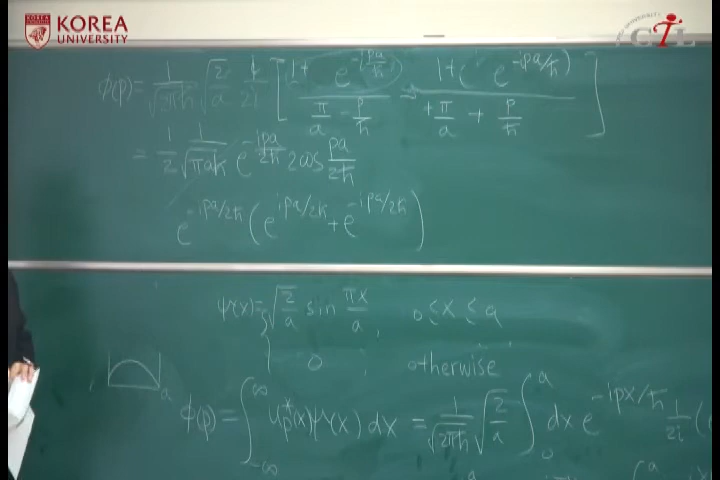 KOREA
UNIVERSITY
φ(p) = 1/√(2πħ) √(2/a) 1/2i [ (1 + e^{-ipa/ħ}) / (π/a - p/ħ) (1 + e^{-ipa/ħ}) / (+π/a + p/ħ) ]
= 1/2 1/√(πaħ) e^{-ipa/2ħ} 2cos pa/2ħ
e^{-ipa/2ħ} (e^{ipa/2ħ} + e^{-ipa/2ħ})
ψ(x) = { √(2/a) sin πx/a , 0 ≤ x ≤ a
0 , otherwise
a
φ(p) = ∫_{-∞}^{∞} u_p*(x) ψ(x) dx = 1/√(2πħ) √(2/a) ∫_0^a dx e^{-ipx/ħ} 1/2i (